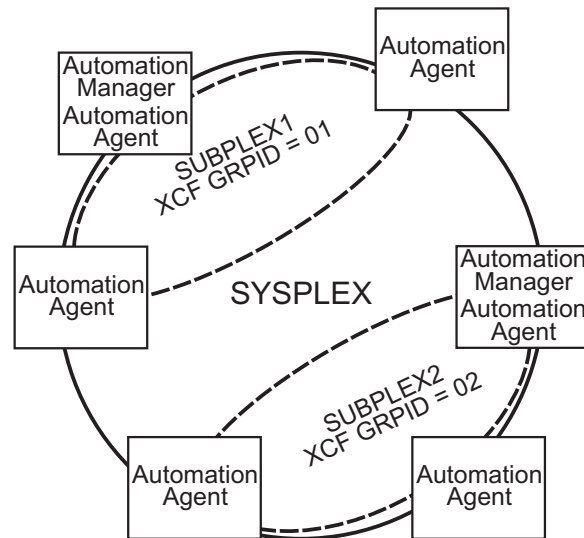 Automation
Agent
Automation
Manager
Automation
Agent
SUBPLEX1
XCF GRPID = 01
Automation
Agent
SYSPLEX
Automation
Manager
Automation
Agent
SUBPLEX2
XCF GRPID = 02
Automation
Agent
Automation
Agent